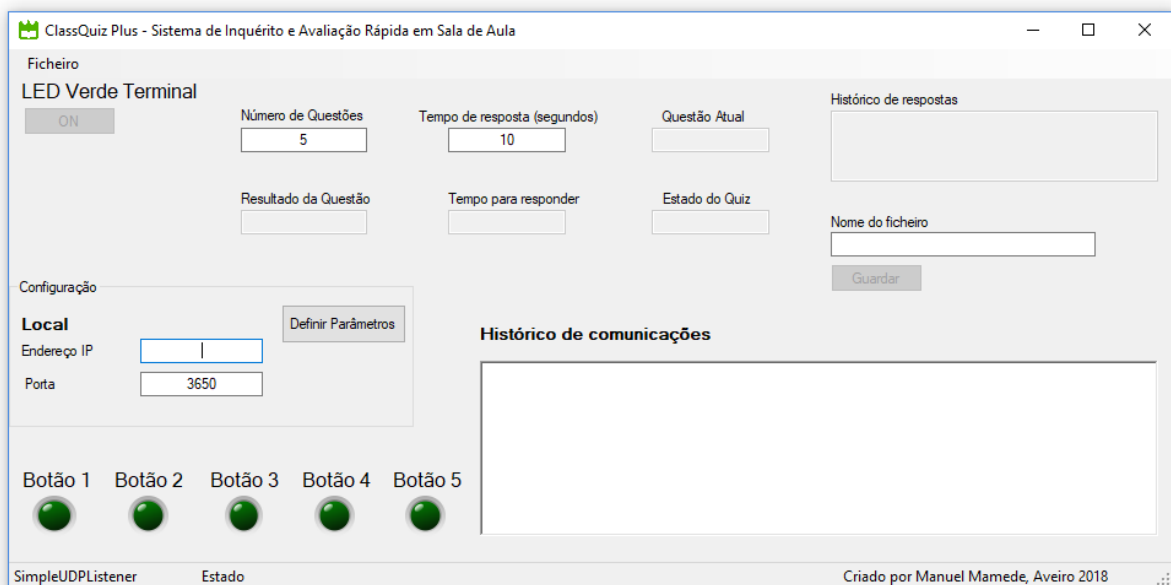 ClassQuiz Plus - Sistema de Inquérito e Avaliação Rápida em Sala de Aula
Ficheiro
LED Verde Terminal
ON
Número de Questões
5
Tempo de resposta (segundos)
10
Questão Atual
Histórico de respostas
Resultado da Questão
Tempo para responder
Estado do Quiz
Nome do ficheiro
Guardar
Configuração
Local
Definir Parâmetros
Endereço IP
Porta
3650
Histórico de comunicações
Botão 1
Botão 2
Botão 3
Botão 4
Botão 5
SimpleUDPListener
Estado
Criado por Manuel Mamede, Aveiro 2018